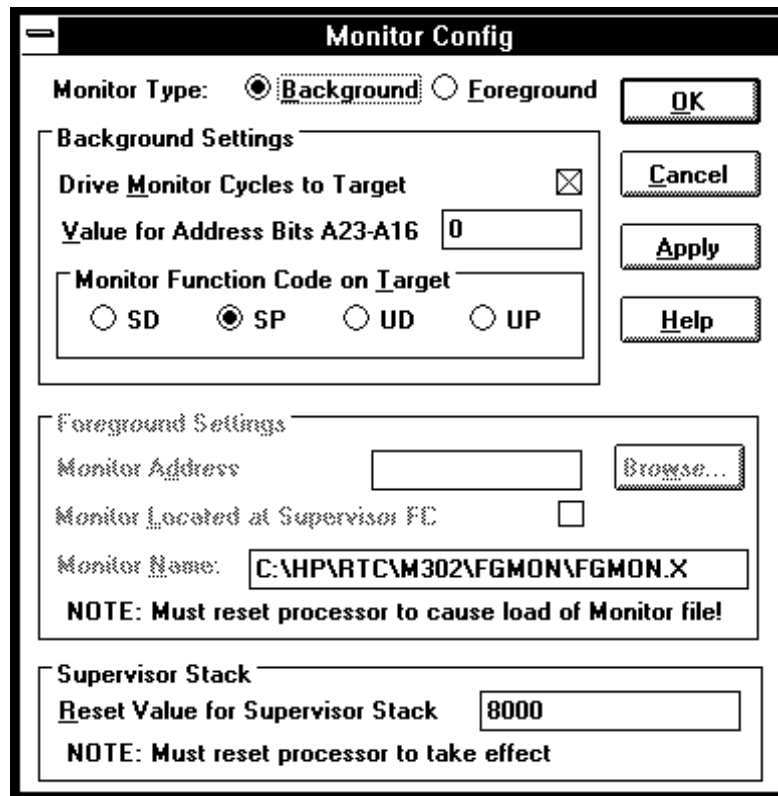 Monitor Config
Monitor Type: Background Foreground
OK
Background Settings
Drive Monitor Cycles to Target
Cancel
Value for Address Bits A23-A16 0
Apply
Monitor Function Code on Target
SD SP UD UP
Help
Foreground Settings
Monitor Address
Browse...
Monitor Located at Supervisor FC
Monitor Name: C:\HP\RTC\M302\FGMON\FGMON.X
NOTE: Must reset processor to cause load of Monitor file!
Supervisor Stack
Reset Value for Supervisor Stack 8000
NOTE: Must reset processor to take effect